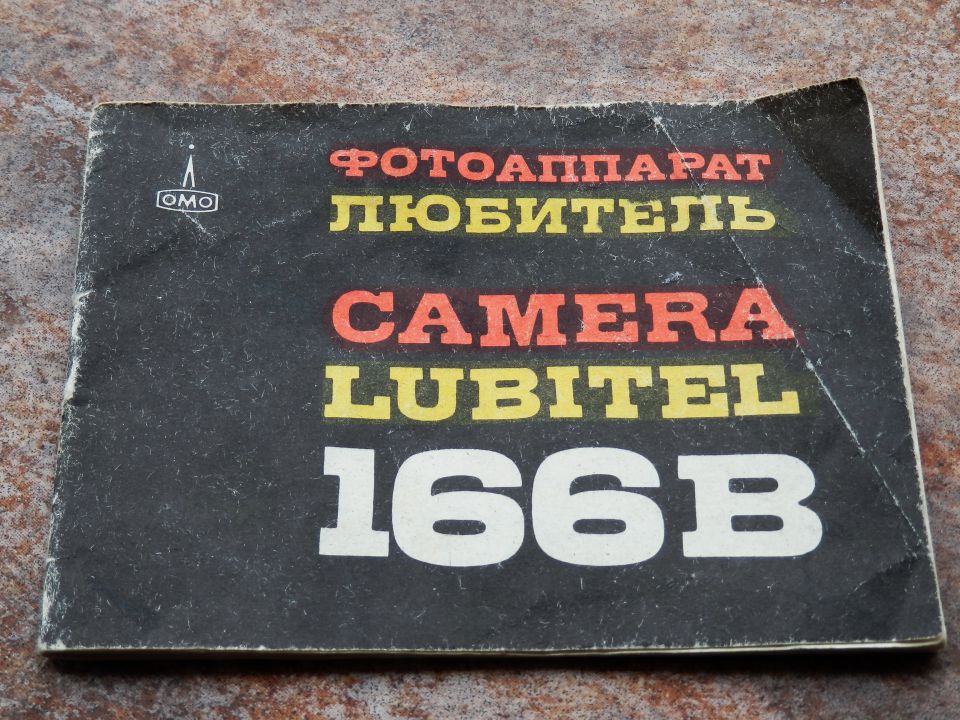 ОМО
ФОТОАППАРАТ
ЛЮБИТЕЛЬ
CAMERA
LUBITEL
166B